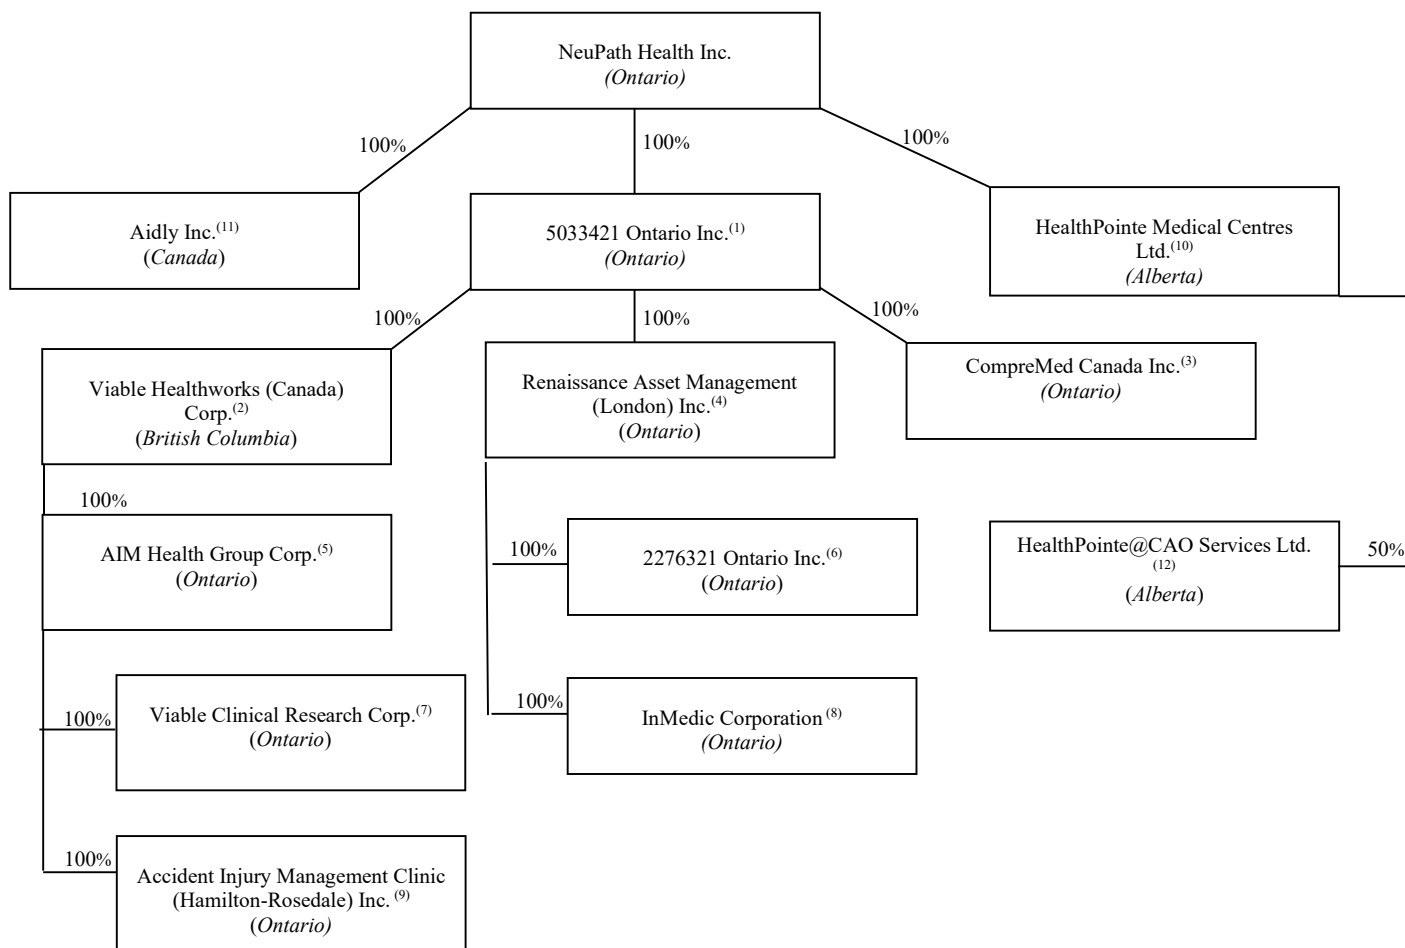 NeuPath Health Inc.
(Ontario)
100%
100%
100%
Aidly Inc.(11)
(Canada)
5033421 Ontario Inc.(1)
(Ontario)
HealthPointe Medical Centres
Ltd.(10)
(Alberta)
100%
100%
100%
Viable Healthworks (Canada)
Corp.(2)
(British Columbia)
Renaissance Asset Management
(London) Inc.(4)
(Ontario)
CompreMed Canada Inc.(3)
(Ontario)
100%
AIM Health Group Corp.(5)
(Ontario)
100%
2276321 Ontario Inc.(6)
(Ontario)
HealthPointe@CAO Services Ltd.
(12)
(Alberta)
50%
100%
Viable Clinical Research Corp.(7)
(Ontario)
100%
InMedic Corporation (8)
(Ontario)
100%
Accident Injury Management Clinic
(Hamilton-Rosedale) Inc. (9)
(Ontario)